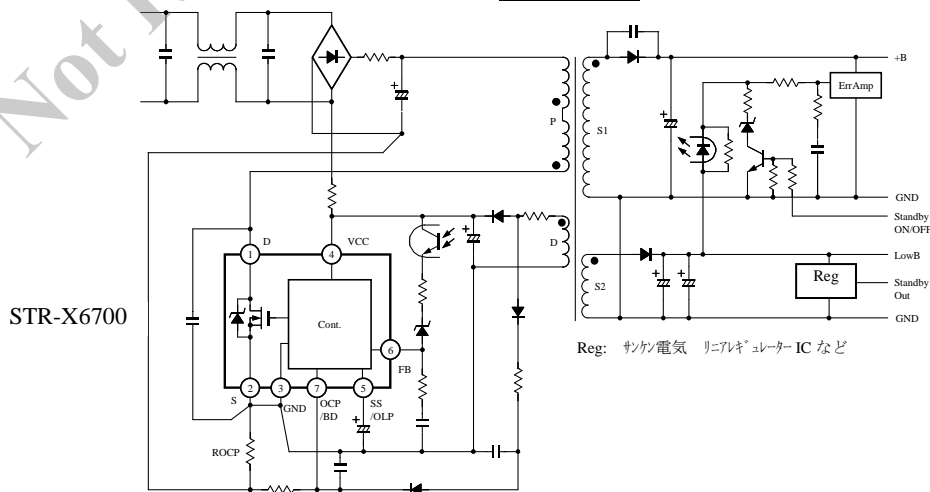 Not R
+B
ErrAmp
P
S1
GND
Standby
ON/OFF
D
VCC
D
LowB
1
4
S2
Reg
Standby
Out
STR-X6700
Cont.
GND
6
FB
Reg: サンケン電気 リニアレギュレーター IC など
2
3
7
5
S
GND
OCP
/BD
SS
/OLP
ROCP